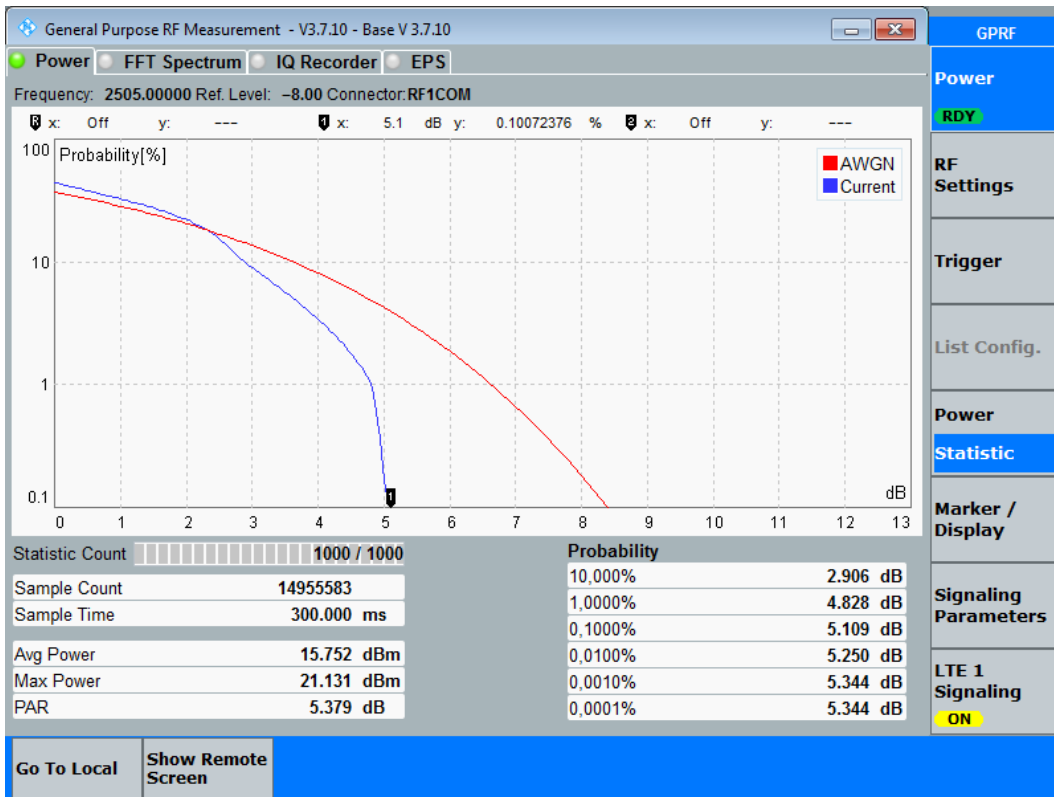 General Purpose RF Measurement - V3.7.10 - Base V 3.7.10
GPRF
Power FFT Spectrum IQ Recorder EPS
Frequency: 2505.00000 Ref. Level: -8.00 Connector: RF1COM
R x: Off y: --- 1 x: 5.1 dB y: 0.10072376 % 2 x: Off y: ---
Probability[%]
AWGN
Current
100
10
1
0.1
1
dB
0 1 2 3 4 5 6 7 8 9 10 11 12 13
Statistic Count 1000 / 1000
Sample Count 14955583
Sample Time 300.000 ms
Avg Power 15.752 dBm
Max Power 21.131 dBm
PAR 5.379 dB
Probability
10,000% 2.906 dB
1,0000% 4.828 dB
0,1000% 5.109 dB
0,0100% 5.250 dB
0,0010% 5.344 dB
0,0001% 5.344 dB
Power
RDY
RF
Settings
Trigger
List Config.
Power
Statistic
Marker /
Display
Signaling
Parameters
LTE 1
Signaling
ON
Go To Local
Show Remote
Screen